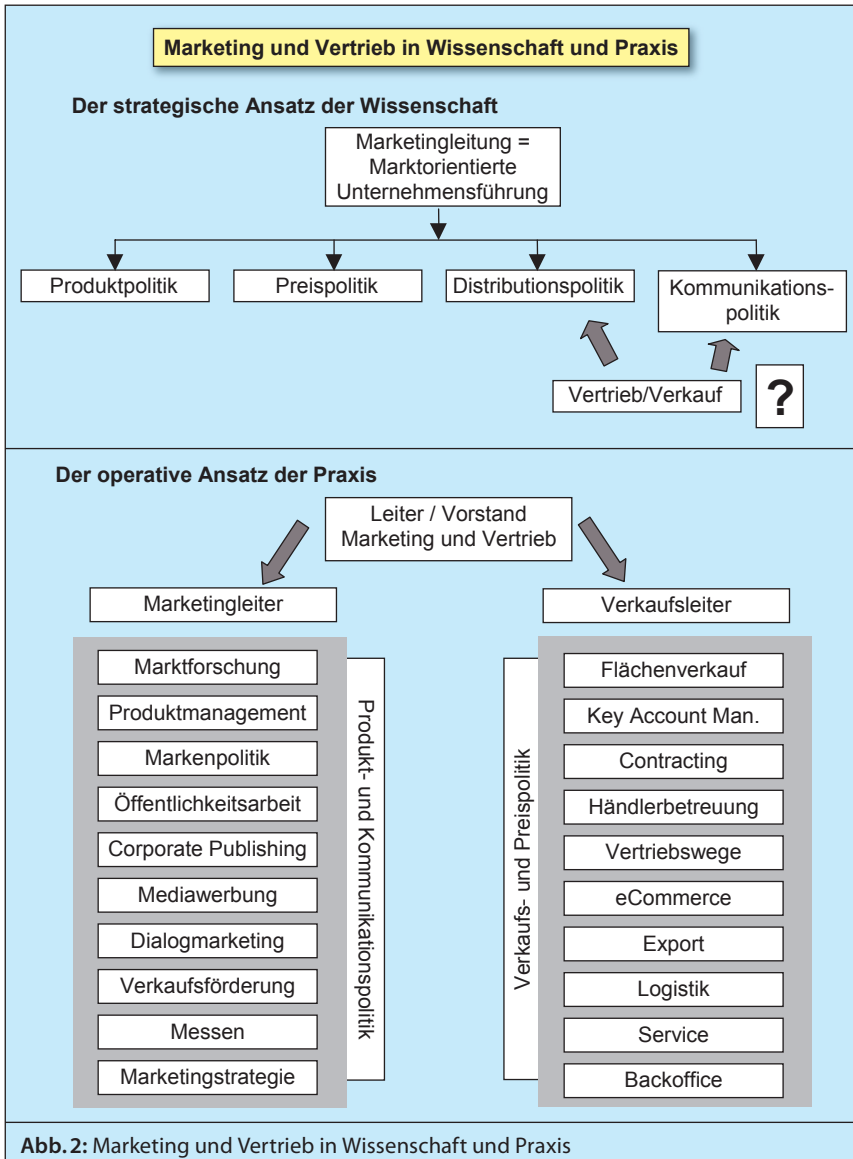 Marketing und Vertrieb in Wissenschaft und Praxis
Der strategische Ansatz der Wissenschaft
Marketingleitung =
Marktorientierte
Unternehmensführung
Produktpolitik
Preispolitik
Distributionspolitik
Kommunikations-
politik
Vertrieb/Verkauf
?
Der operative Ansatz der Praxis
Leiter / Vorstand
Marketing und Vertrieb
Marketingleiter
Marktforschung
Produktmanagement
Markenpolitik
Öffentlichkeitsarbeit
Corporate Publishing
Mediawerbung
Dialogmarketing
Verkaufsförderung
Messen
Marketingstrategie
Produkt- und Kommunikationspolitik
Verkaufsleiter
Verkaufs- und Preispolitik
Flächenverkauf
Key Account Man.
Contracting
Händlerbetreuung
Vertriebswege
eCommerce
Export
Logistik
Service
Backoffice
Abb. 2: Marketing und Vertrieb in Wissenschaft und Praxis